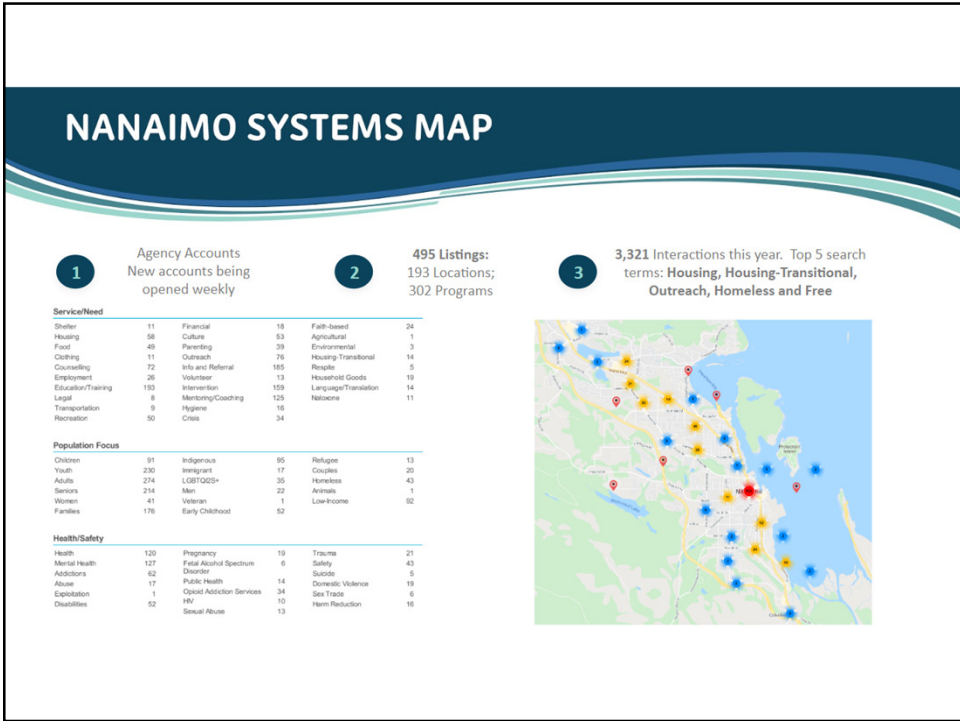 NANAIMO SYSTEMS MAP
1
Agency Accounts
New accounts being
opened weekly
2
495 Listings:
193 Locations;
302 Programs
3
3,321 Interactions this year. Top 5 search
terms: Housing, Housing-Transitional,
Outreach, Homeless and Free
Service/Need
Shelter 11 Financial 18 Faith-based 24
Housing 58 Culture 53 Agricultural 1
Food 49 Parenting 39 Environmental 3
Clothing 11 Outreach 76 Housing-Transitional 14
Counselling 72 Info and Referral 185 Respite 5
Employment 26 Volunteer 13 Household Goods 19
Education/Training 193 Intervention 159 Language/Translation 14
Legal 8 Mentoring/Coaching 125 Naloxone 11
Transportation 9 Hygiene 16
Recreation 50 Crisis 34
Population Focus
Children 91 Indigenous 95 Refugee 13
Youth 230 Immigrant 17 Couples 20
Adults 274 LGBTQI2S+ 35 Homeless 43
Seniors 214 Men 22 Animals 1
Women 41 Veteran 1 Low-Income 92
Families 176 Early Childhood 52
Health/Safety
Health 120 Pregnancy 19 Trauma 21
Mental Health 127 Fetal Alcohol Spectrum 6 Safety 43
Disorder
Addictions 62 Suicide 5
Abuse 17 Public Health 14 Domestic Violence 19
Exploitation 1 Opioid Addiction Services 34 Sex Trade 6
Disabilities 52 HIV 10 Harm Reduction 16
Sexual Abuse 13